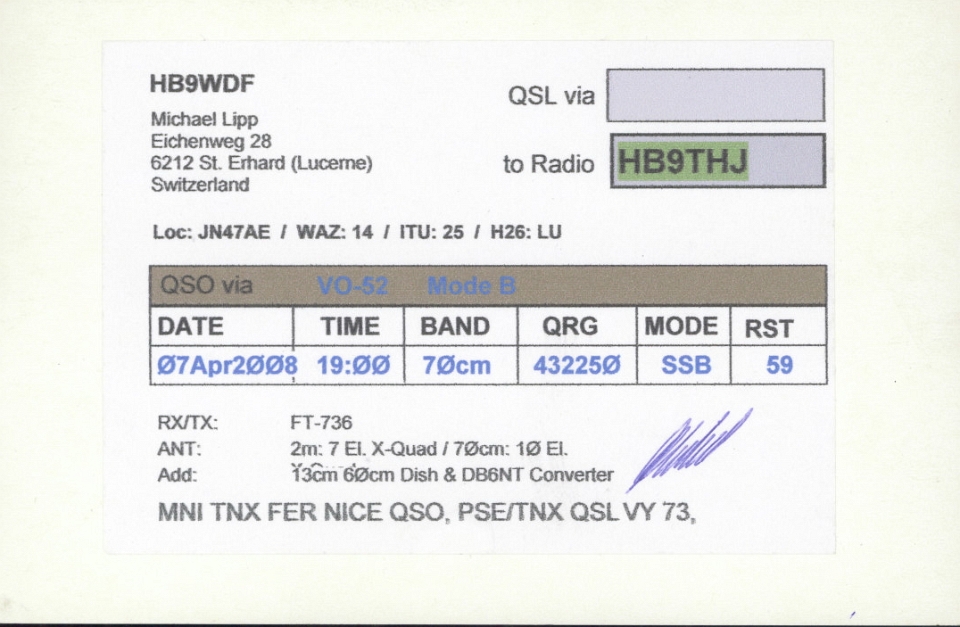 HB9WDF
Michael Lipp
Eichenweg 28
6212 St. Erhard (Lucerne)
Switzerland
QSL via
to Radio HB9THJ
Loc: JN47AE / WAZ: 14 / ITU: 25 / H26: LU
QSO via VO-52 Mode B
DATE TIME BAND QRG MODE RST
Ø7Apr2ØØ8 19:ØØ 7Øcm 43225Ø SSB 59
RX/TX: FT-736
ANT: 2m: 7 El. X-Quad / 7Øcm: 1Ø El.
Add: 13cm 6Øcm Dish & DB6NT Converter
MNI TNX FER NICE QSO, PSE/TNX QSL VY 73,